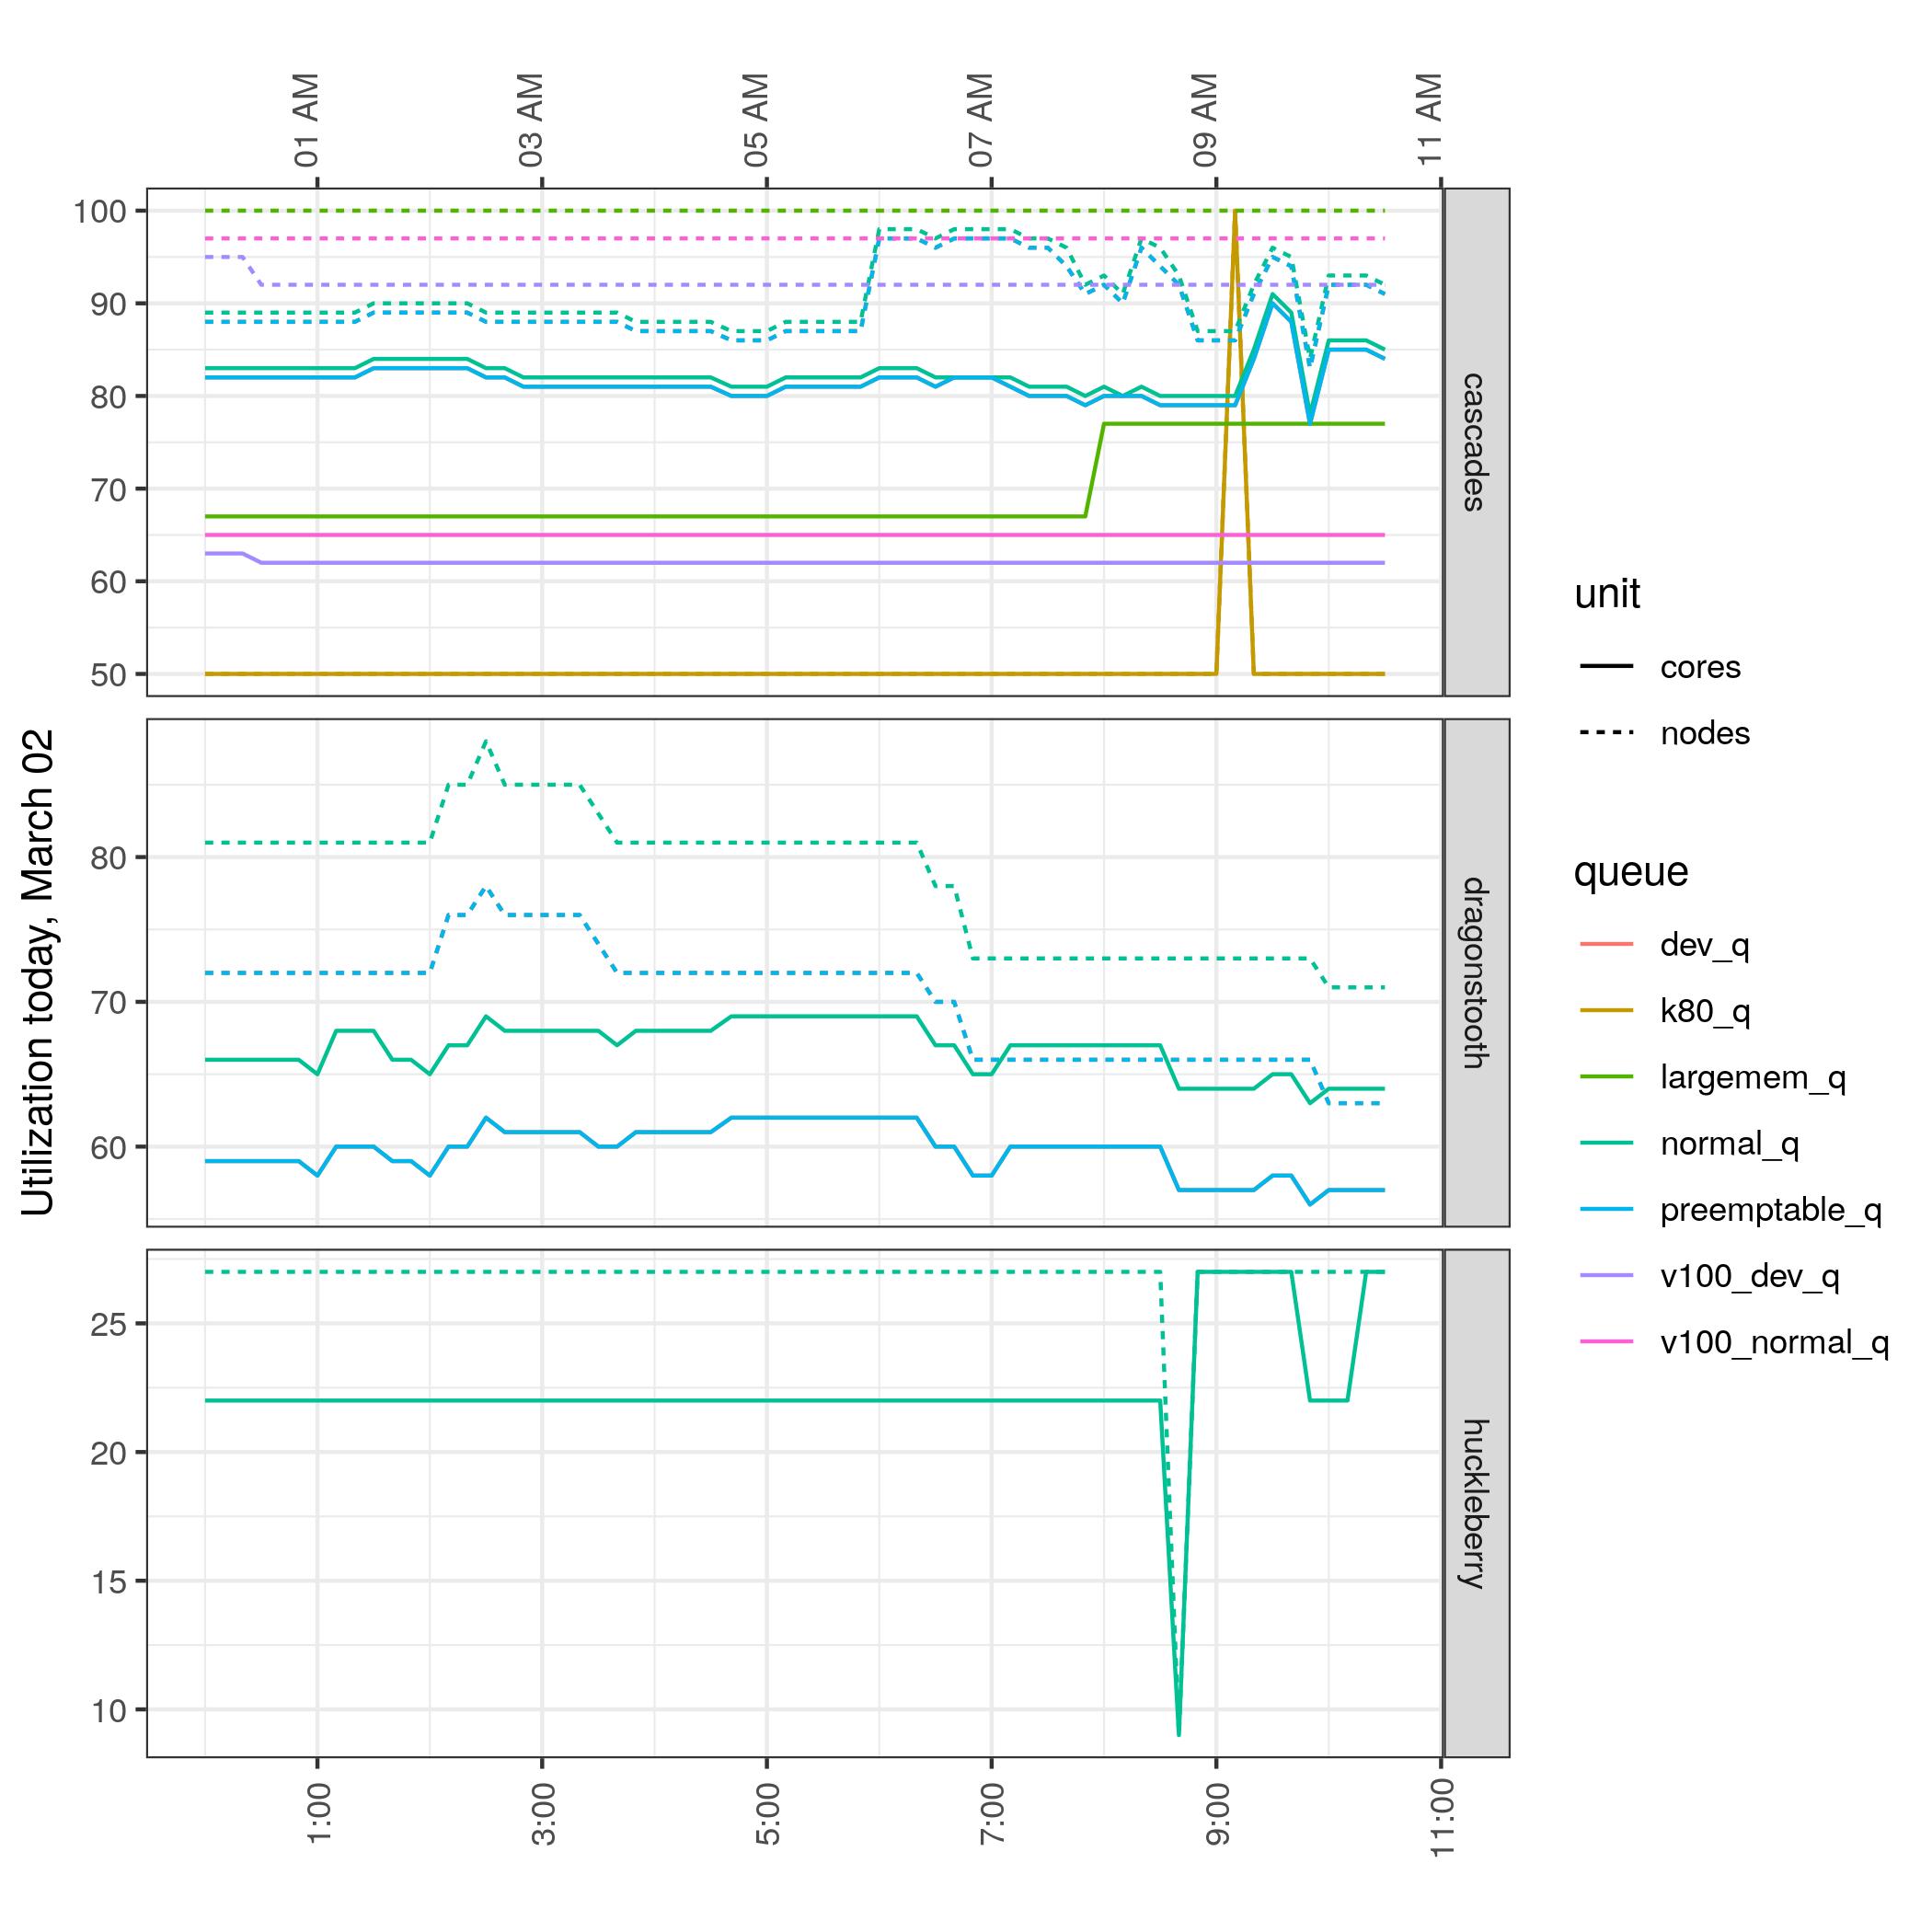 01 AM
03 AM
05 AM
07 AM
09 AM
11 AM
Utilization today, March 02
100
90
80
70
60
50
cascades
80
70
60
dragonstooth
25
20
15
10
huckleberry
1:00
3:00
5:00
7:00
9:00
11:00
unit
cores
nodes
queue
dev_q
k80_q
largemem_q
normal_q
preemptable_q
v100_dev_q
v100_normal_q